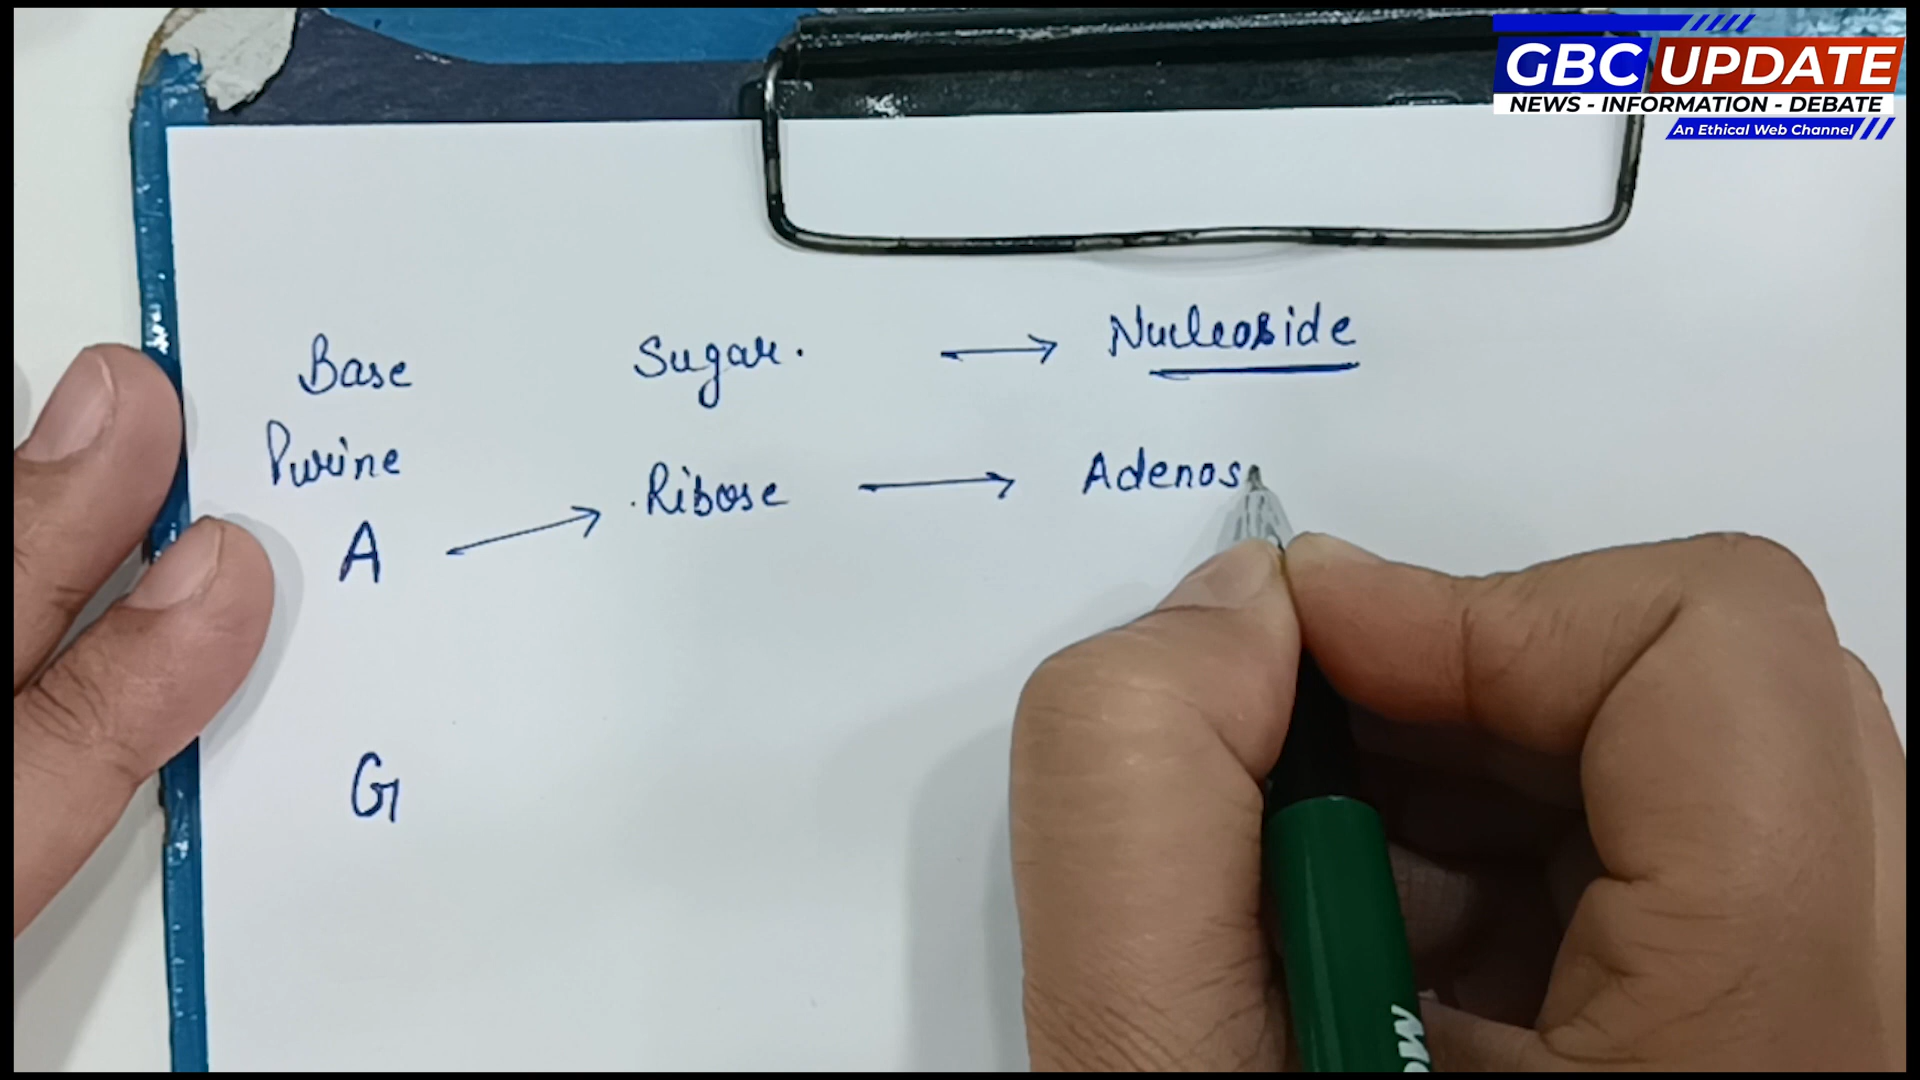 GBC UPDATE
NEWS - INFORMATION - DEBATE
An Ethical Web Channel
Base Sugar. → Nucleoside
Purine
A → .Ribose → Adenos
G